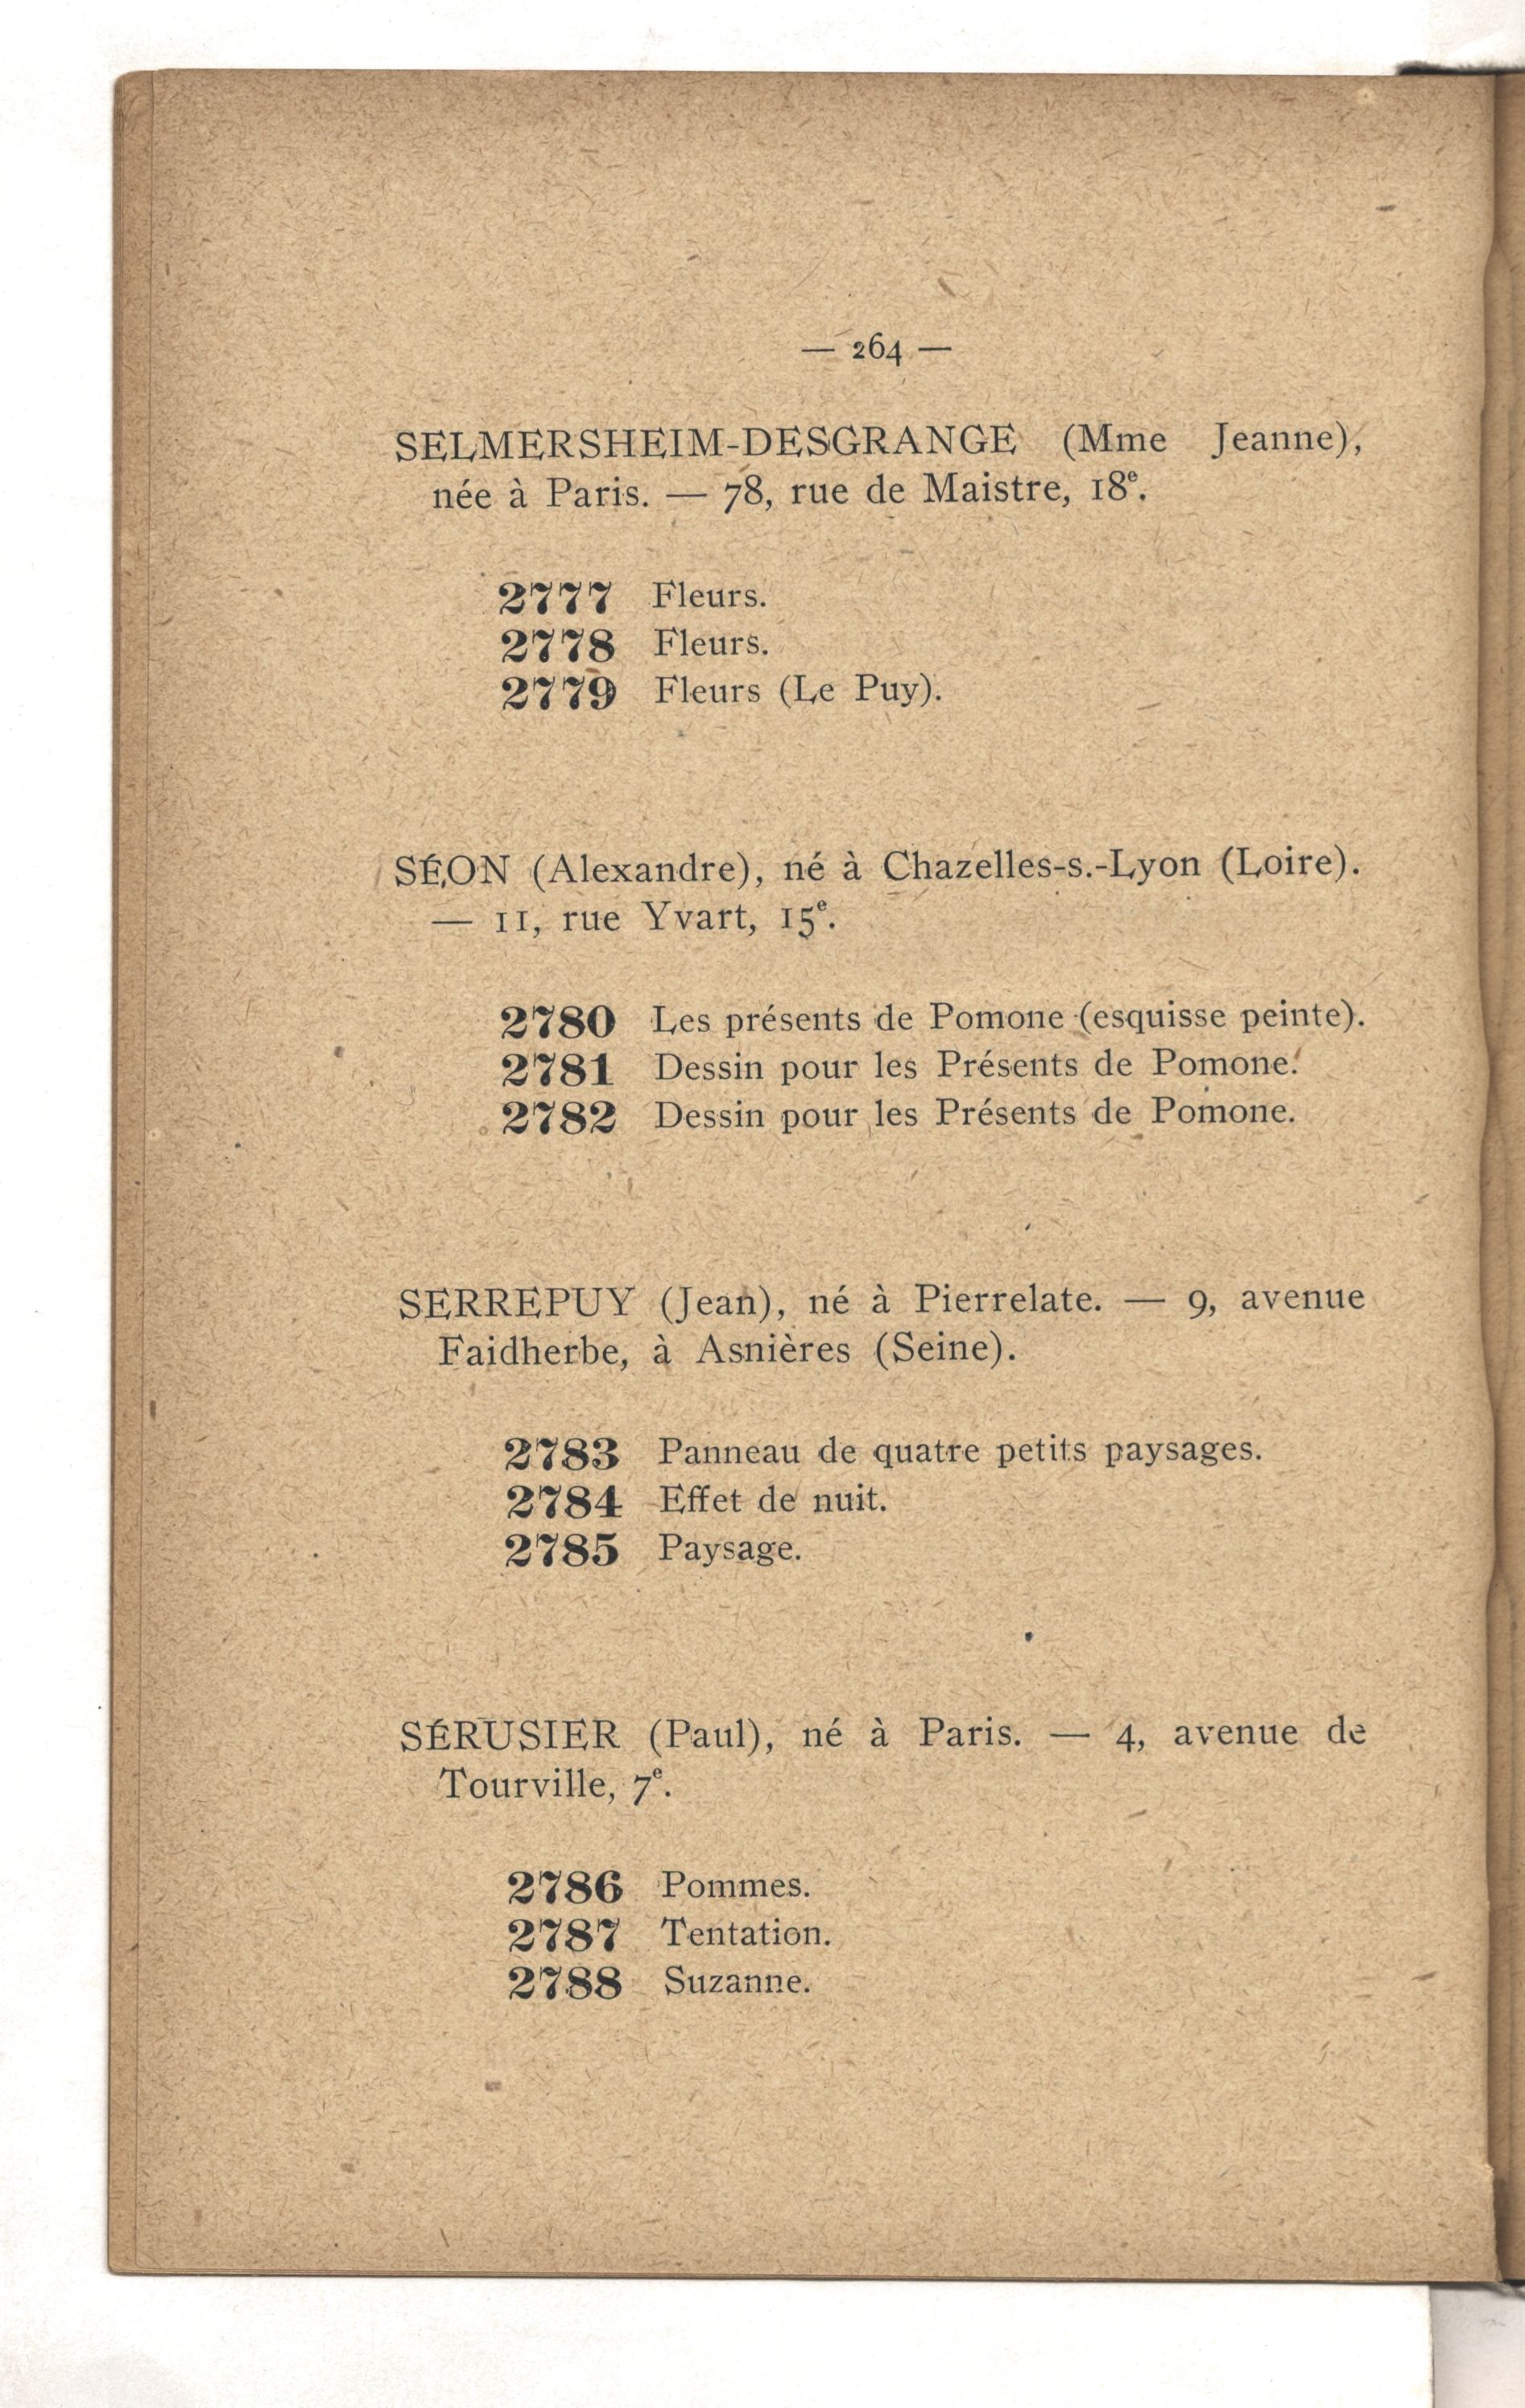 — 264 —
SELMERSHEIM-DESGRANGE (Mme Jeanne),
née à Paris. — 78, rue de Maistre, 18e.
2777 Fleurs.
2778 Fleurs.
2779 Fleurs (Le Puy).
SÉON (Alexandre), né à Chazelles-s.-Lyon (Loire).
— 11, rue Yvart, 15e.
2780 Les présents de Pomone (esquisse peinte).
2781 Dessin pour les Présents de Pomone.
2782 Dessin pour les Présents de Pomone.
SERREPUY (Jean), né à Pierrelate. — 9, avenue
Faidherbe, à Asnières (Seine).
2783 Panneau de quatre petits paysages.
2784 Effet de nuit.
2785 Paysage.
SÉRUSIER (Paul), né à Paris. — 4, avenue de
Tourville, 7e.
2786 Pommes.
2787 Tentation.
2788 Suzanne.